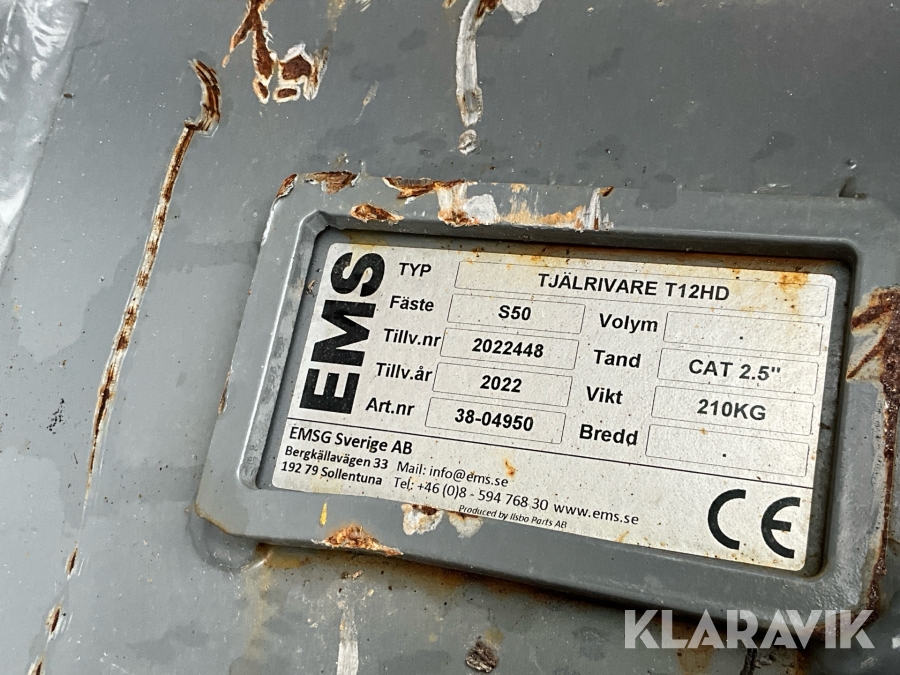 EMS
TYP TJÄLRIVARE T12HD
Fäste S50 Volym .
Tillv.nr 2022448 Tand CAT 2.5"
Tillv.år 2022 Vikt 210KG
Art.nr 38-04950 Bredd .
EMSG Sverige AB
Bergkällavägen 33 Mail: info@ems.se
192 79 Sollentuna Tel: +46 (0)8 - 594 768 30 www.ems.se
Produced by Ilsbo Parts AB
CE
KLARAVIK